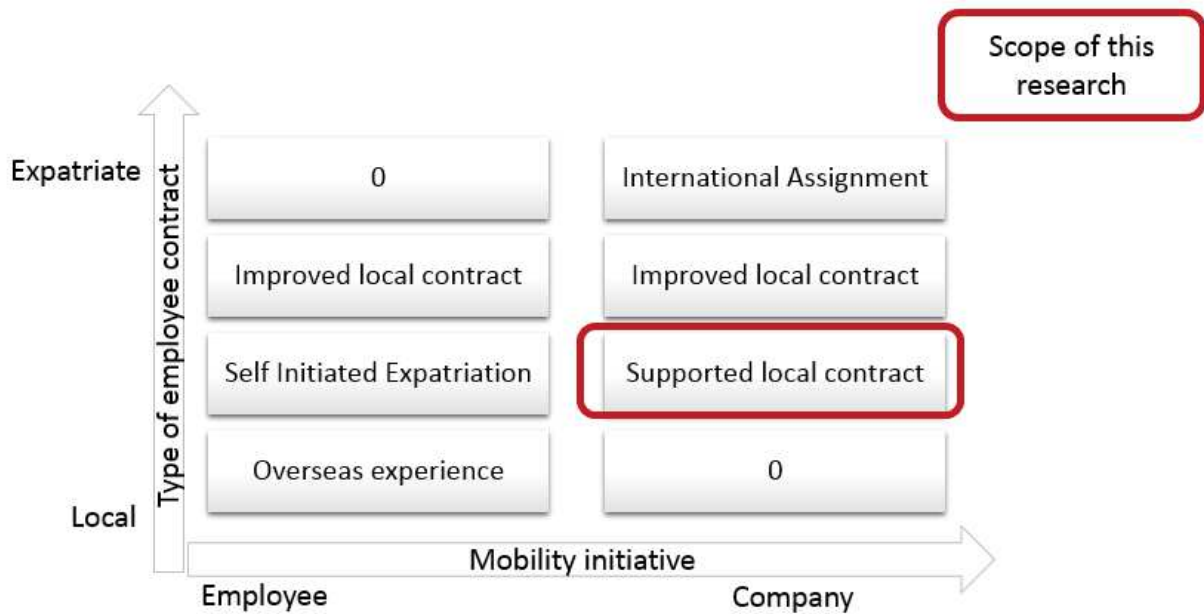 Scope of this
research
Expatriate
Type of employee contract
0
International Assignment
Improved local contract
Improved local contract
Self Initiated Expatriation
Supported local contract
Overseas experience
0
Local
Mobility initiative
Employee
Company